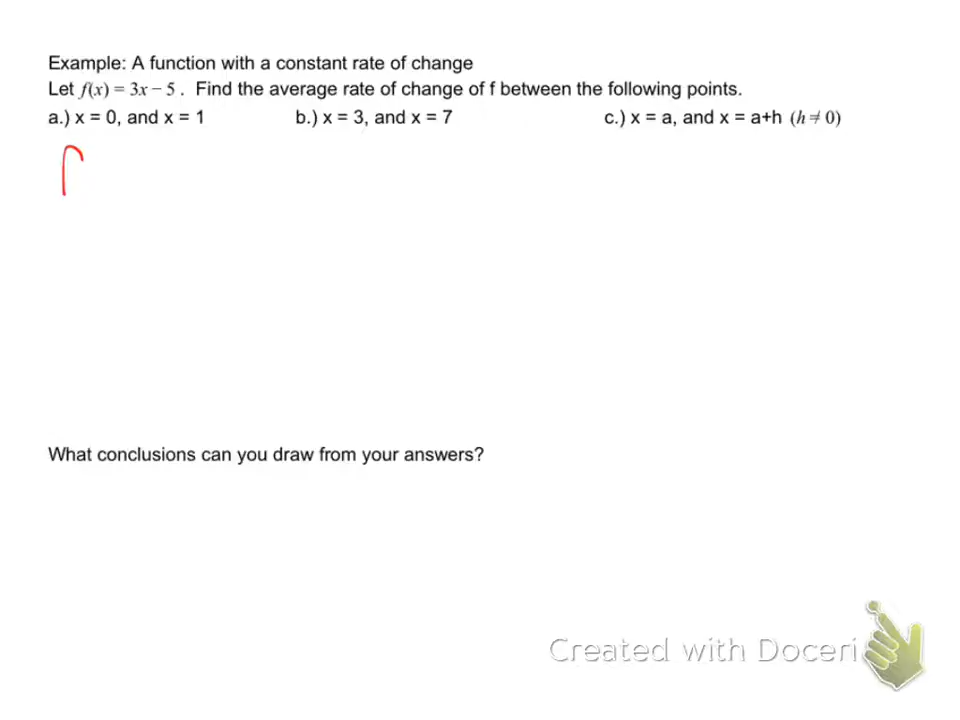 Example: A function with a constant rate of change
Let f(x) = 3x − 5 . Find the average rate of change of f between the following points.
a.) x = 0, and x = 1 b.) x = 3, and x = 7 c.) x = a, and x = a+h (h ≠ 0)
What conclusions can you draw from your answers?
Created with Doceri